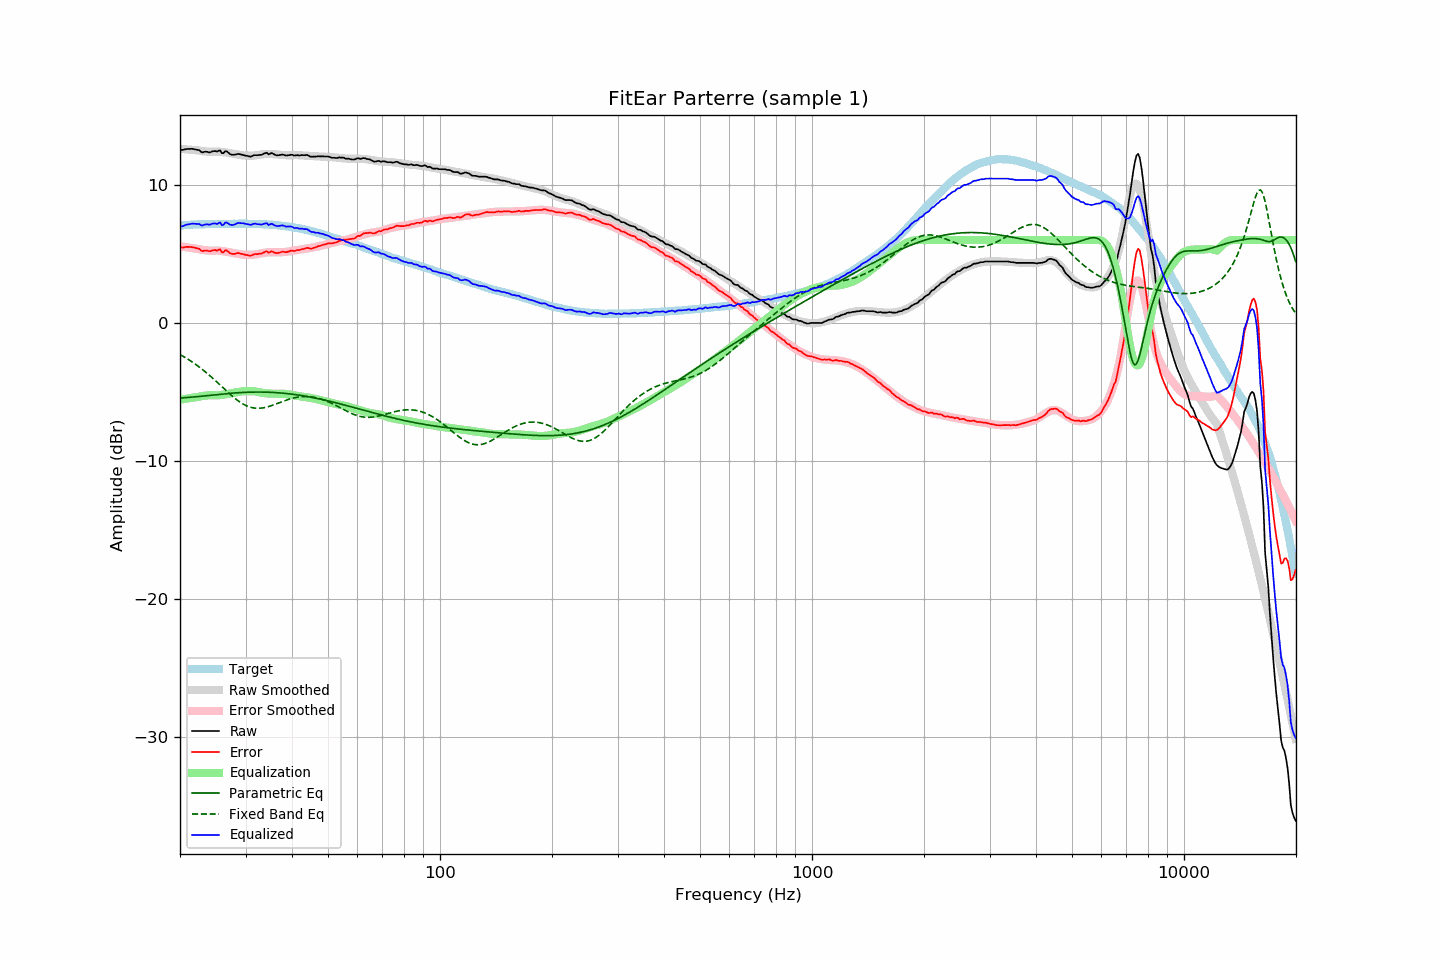 FitEar Parterre (sample 1)
10
0
−10
−20
−30
Amplitude (dBr)
Target
Raw Smoothed
Error Smoothed
Raw
Error
Equalization
Parametric Eq
Fixed Band Eq
Equalized
100
1000
10000
Frequency (Hz)